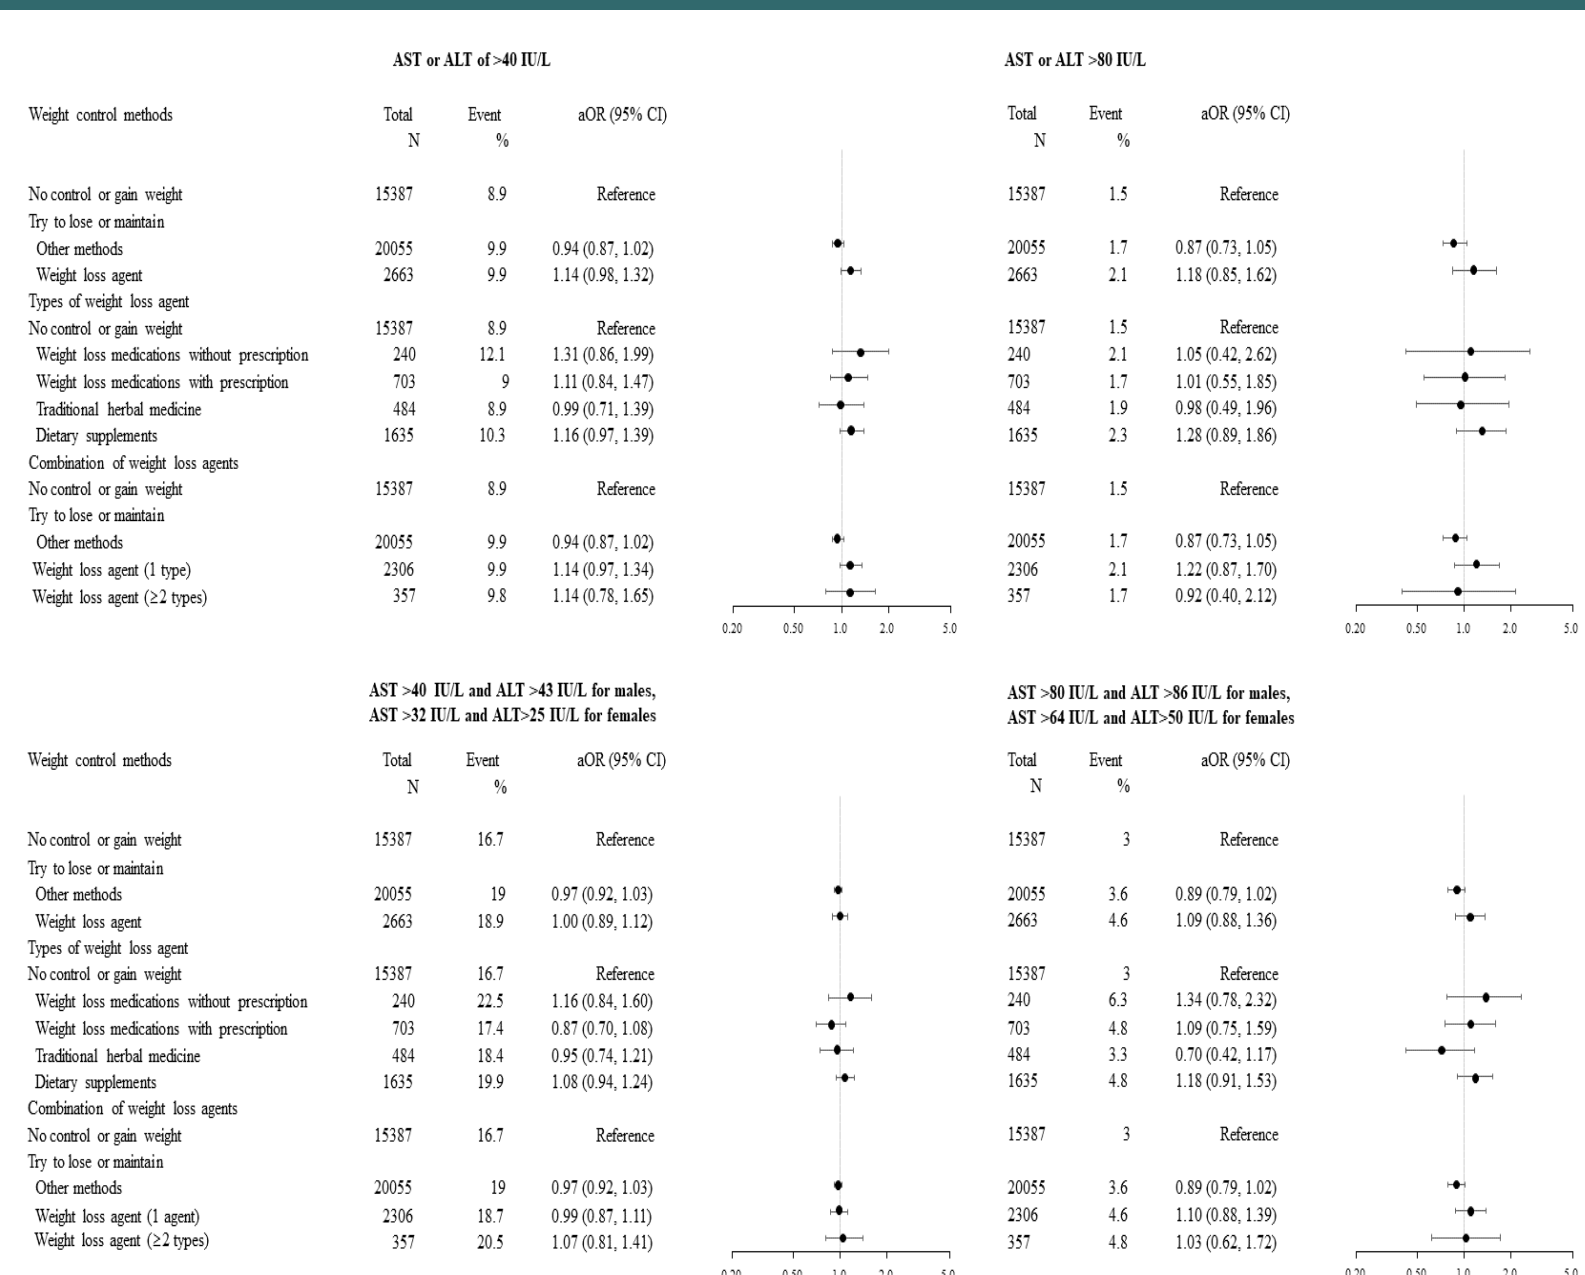 AST or ALT of >40 IU/L AST or ALT >80 IU/L
Weight control methods Total Event aOR (95% CI) Total Event aOR (95% CI)
N % N %
No control or gain weight 15387 8.9 Reference 15387 1.5 Reference
Try to lose or maintain
Other methods 20055 9.9 0.94 (0.87, 1.02) 20055 1.7 0.87 (0.73, 1.05)
Weight loss agent 2663 9.9 1.14 (0.98, 1.32) 2663 2.1 1.18 (0.85, 1.62)
Types of weight loss agent
No control or gain weight 15387 8.9 Reference 15387 1.5 Reference
Weight loss medications without prescription 240 12.1 1.31 (0.86, 1.99) 240 2.1 1.05 (0.42, 2.62)
Weight loss medications with prescription 703 9 1.11 (0.84, 1.47) 703 1.7 1.01 (0.55, 1.85)
Traditional herbal medicine 484 8.9 0.99 (0.71, 1.39) 484 1.9 0.98 (0.49, 1.96)
Dietary supplements 1635 10.3 1.16 (0.97, 1.39) 1635 2.3 1.28 (0.89, 1.86)
Combination of weight loss agents
No control or gain weight 15387 8.9 Reference 15387 1.5 Reference
Try to lose or maintain
Other methods 20055 9.9 0.94 (0.87, 1.02) 20055 1.7 0.87 (0.73, 1.05)
Weight loss agent (1 type) 2306 9.9 1.14 (0.97, 1.34) 2306 2.1 1.22 (0.87, 1.70)
Weight loss agent (≥2 types) 357 9.8 1.14 (0.78, 1.65) 357 1.7 0.92 (0.40, 2.12)
0.20 0.50 1.0 2.0 5.0 0.20 0.50 1.0 2.0 5.0
AST >40 IU/L and ALT >43 IU/L for males, AST >80 IU/L and ALT >86 IU/L for males,
AST >32 IU/L and ALT>25 IU/L for females AST >64 IU/L and ALT>50 IU/L for females
Weight control methods Total Event aOR (95% CI) Total Event aOR (95% CI)
N % N %
No control or gain weight 15387 16.7 Reference 15387 3 Reference
Try to lose or maintain
Other methods 20055 19 0.97 (0.92, 1.03) 20055 3.6 0.89 (0.79, 1.02)
Weight loss agent 2663 18.9 1.00 (0.89, 1.12) 2663 4.6 1.09 (0.88, 1.36)
Types of weight loss agent
No control or gain weight 15387 16.7 Reference 15387 3 Reference
Weight loss medications without prescription 240 22.5 1.16 (0.84, 1.60) 240 6.3 1.34 (0.78, 2.32)
Weight loss medications with prescription 703 17.4 0.87 (0.70, 1.08) 703 4.8 1.09 (0.75, 1.59)
Traditional herbal medicine 484 18.4 0.95 (0.74, 1.21) 484 3.3 0.70 (0.42, 1.17)
Dietary supplements 1635 19.9 1.08 (0.94, 1.24) 1635 4.8 1.18 (0.91, 1.53)
Combination of weight loss agents
No control or gain weight 15387 16.7 Reference 15387 3 Reference
Try to lose or maintain
Other methods 20055 19 0.97 (0.92, 1.03) 20055 3.6 0.89 (0.79, 1.02)
Weight loss agent (1 agent) 2306 18.7 0.99 (0.87, 1.11) 2306 4.6 1.10 (0.88, 1.39)
Weight loss agent (≥2 types) 357 20.5 1.07 (0.81, 1.41) 357 4.8 1.03 (0.62, 1.72)
0.20 0.50 1.0 2.0 5.0 0.20 0.50 1.0 2.0 5.0